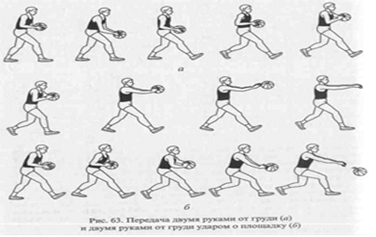 а
б
Рис. 63. Передача двумя руками от груди (а)
и двумя руками от груди ударом о площадку (б)